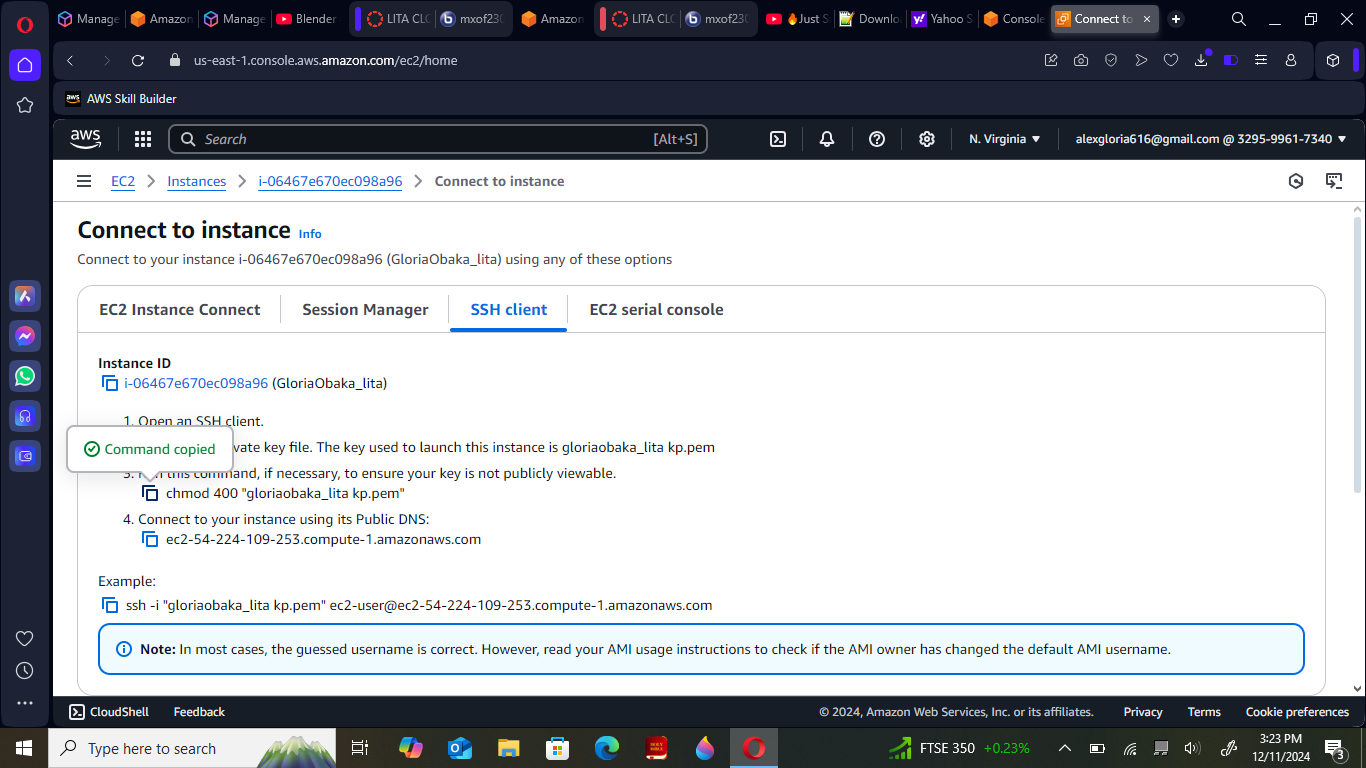 Manage
Amazon
Manage
Blender
LITA CLO
mxof230
Amazon
LITA CLO
mxof230
Just S
Downlo
Yahoo S
Console
Connect to
us-east-1.console.aws.amazon.com/ec2/home
aws AWS Skill Builder
aws Search [Alt+S] N. Virginia alexgloria616@gmail.com @ 3295-9961-7340
EC2 Instances i-06467e670ec098a96 Connect to instance
Connect to instance Info
Connect to your instance i-06467e670ec098a96 (GloriaObaka_lita) using any of these options
EC2 Instance Connect Session Manager SSH client EC2 serial console
Instance ID
i-06467e670ec098a96 (GloriaObaka_lita)
1. Open an SSH client.
Command copied
vate key file. The key used to launch this instance is gloriaobaka_lita kp.pem
3. Run this command, if necessary, to ensure your key is not publicly viewable.
chmod 400 "gloriaobaka_lita kp.pem"
4. Connect to your instance using its Public DNS:
ec2-54-224-109-253.compute-1.amazonaws.com
Example:
ssh -i "gloriaobaka_lita kp.pem" ec2-user@ec2-54-224-109-253.compute-1.amazonaws.com
Note: In most cases, the guessed username is correct. However, read your AMI usage instructions to check if the AMI owner has changed the default AMI username.
CloudShell Feedback © 2024, Amazon Web Services, Inc. or its affiliates. Privacy Terms Cookie preferences
Type here to search
HOLY BIBLE
FTSE 350 +0.23%
3:23 PM
12/11/2024
3